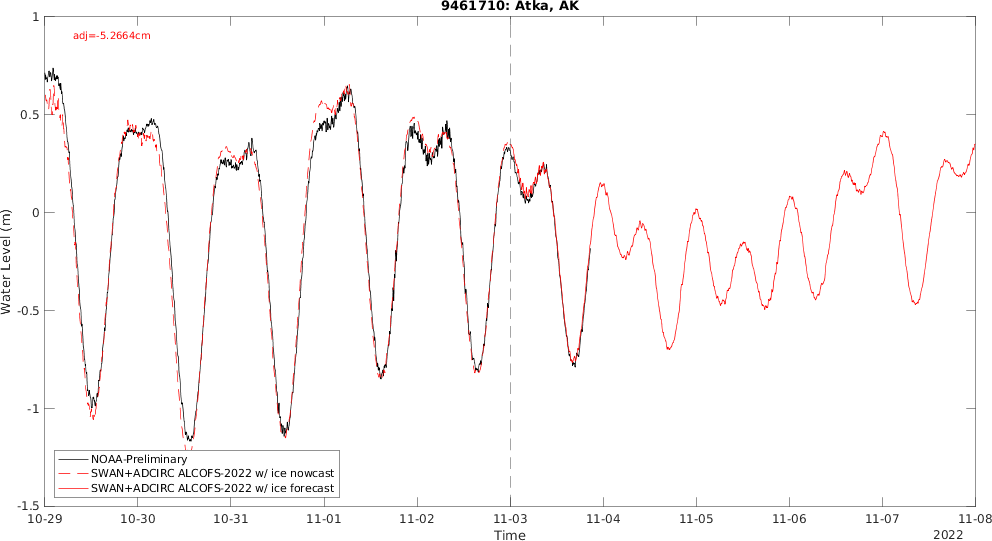 9461710: Atka, AK
adj=-5.2664cm
1
0.5
0
-0.5
-1
-1.5
Water Level (m)
NOAA-Preliminary
SWAN+ADCIRC ALCOFS-2022 w/ ice nowcast
SWAN+ADCIRC ALCOFS-2022 w/ ice forecast
10-29 10-30 10-31 11-01 11-02 11-03 11-04 11-05 11-06 11-07 11-08
Time
2022